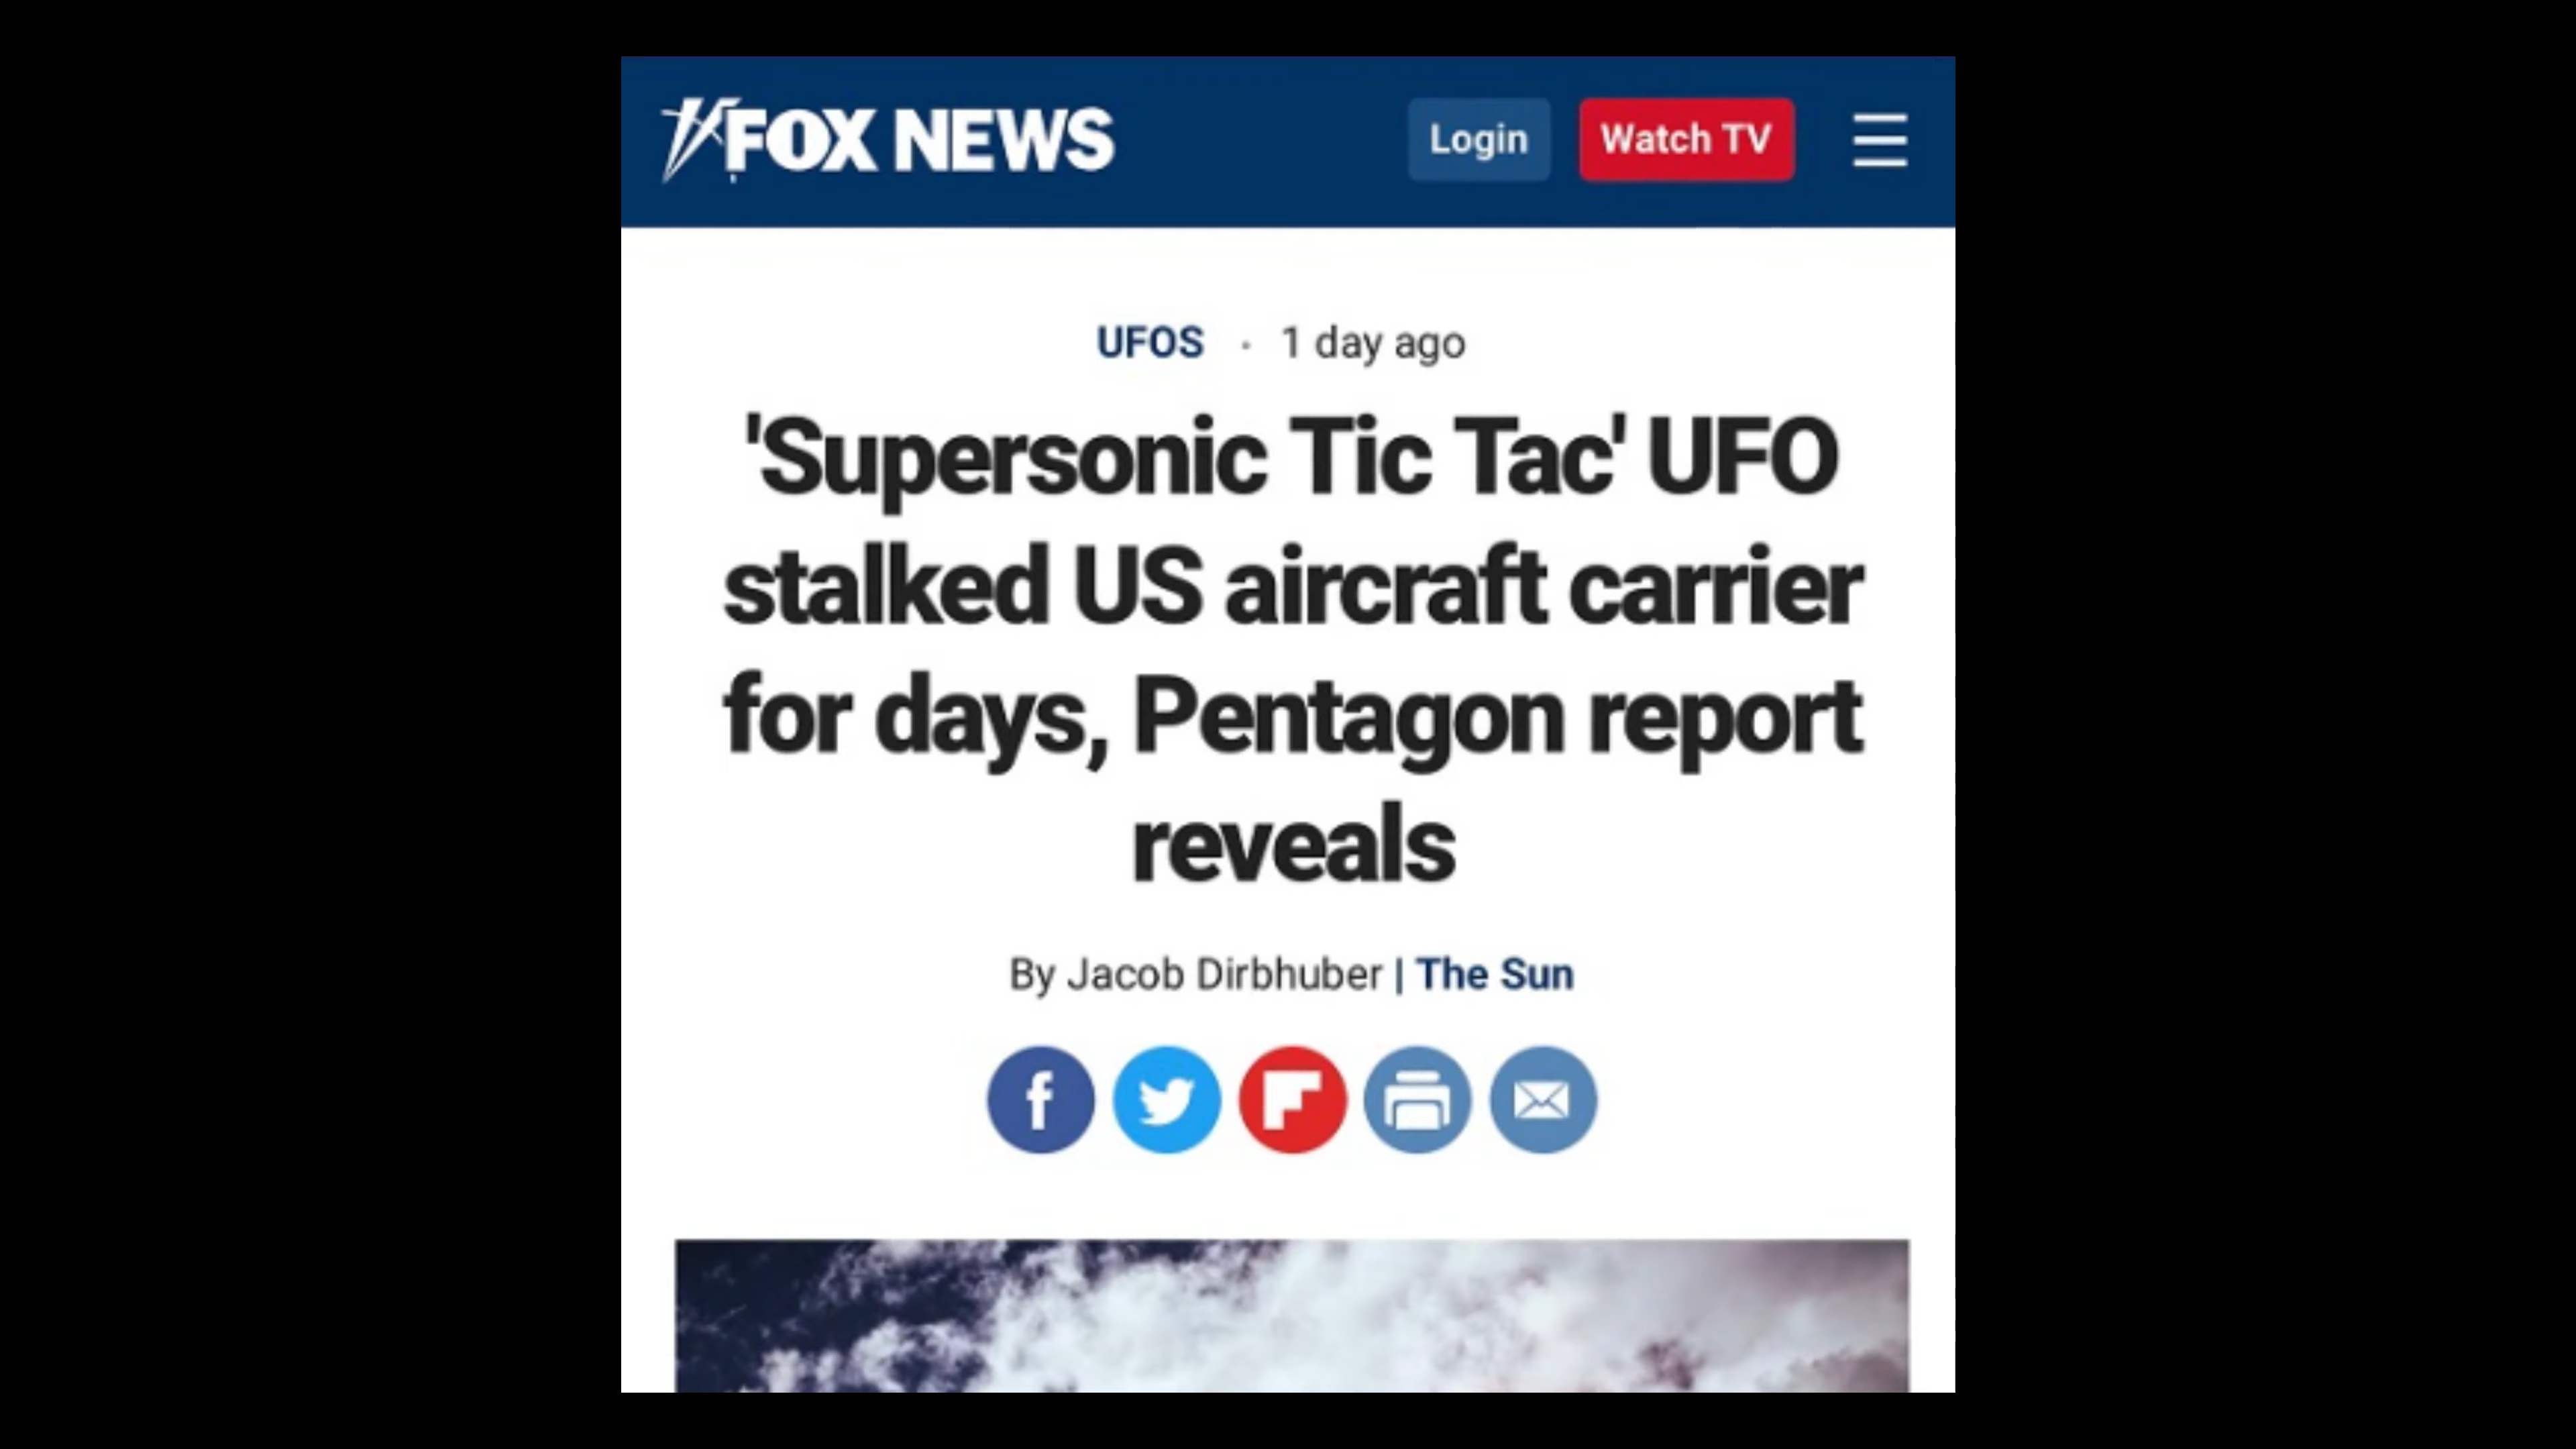 FOX NEWS
Login
Watch TV
UFOS · 1 day ago
'Supersonic Tic Tac' UFO
stalked US aircraft carrier
for days, Pentagon report
reveals
By Jacob Dirbhuber | The Sun